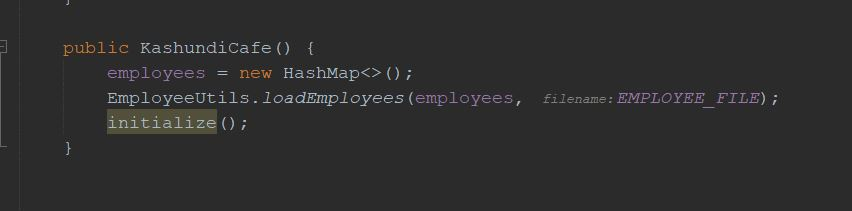 }
public KashundiCafe() {
employees = new HashMap<>();
EmployeeUtils.loadEmployees(employees, filename: EMPLOYEE_FILE);
initialize();
}